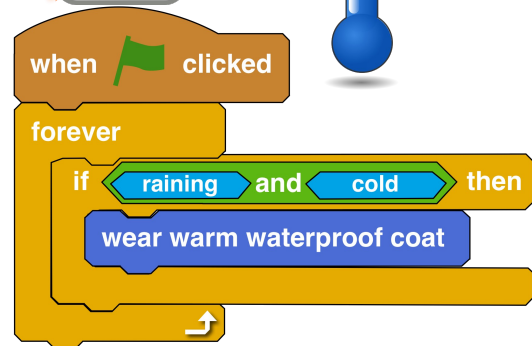 when clicked
forever
if raining and cold then
wear warm waterproof coat